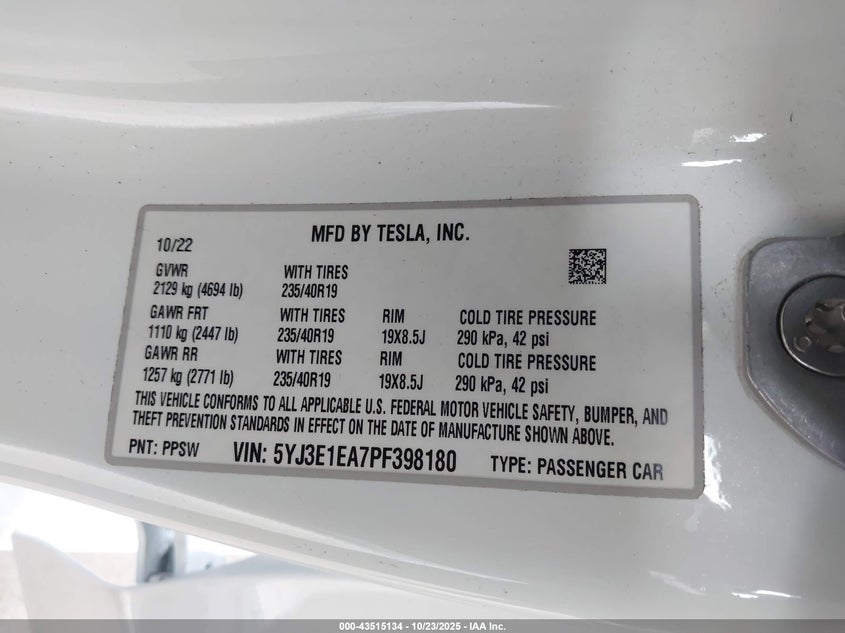 MFD BY TESLA, INC.
10/22
GVWR WITH TIRES
2129 kg (4694 lb) 235/40R19
GAWR FRT WITH TIRES RIM COLD TIRE PRESSURE
1110 kg (2447 lb) 235/40R19 19X8.5J 290 kPa, 42 psi
GAWR RR WITH TIRES RIM COLD TIRE PRESSURE
1257 kg (2771 lb) 235/40R19 19X8.5J 290 kPa, 42 psi
THIS VEHICLE CONFORMS TO ALL APPLICABLE U.S. FEDERAL MOTOR VEHICLE SAFETY, BUMPER, AND
THEFT PREVENTION STANDARDS IN EFFECT ON THE DATE OF MANUFACTURE SHOWN ABOVE.
PNT: PPSW VIN: 5YJ3E1EA7PF398180 TYPE: PASSENGER CAR
000-43515134 | 10/23/2025 - IAA Inc.